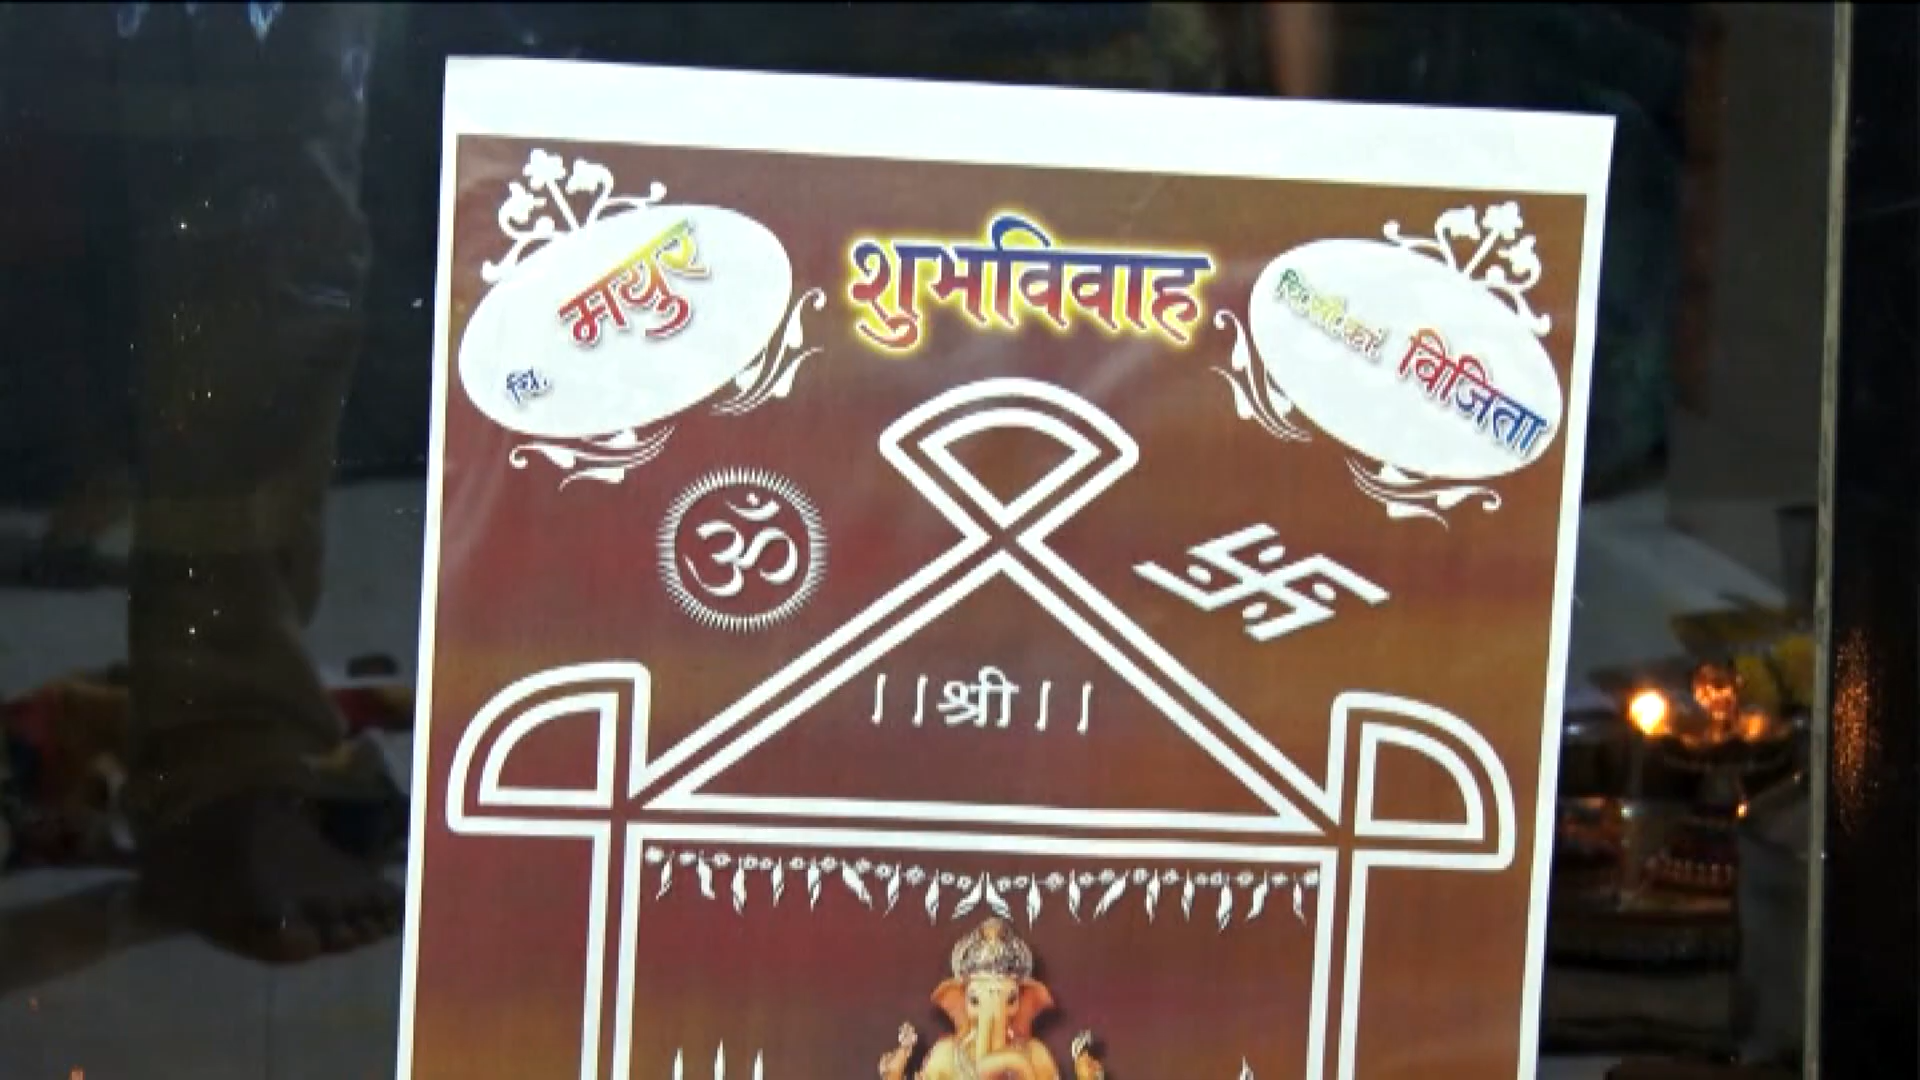 चि. मयुर
शुभविवाह
चि.सौ.कां. विजिता
ॐ
||श्री||